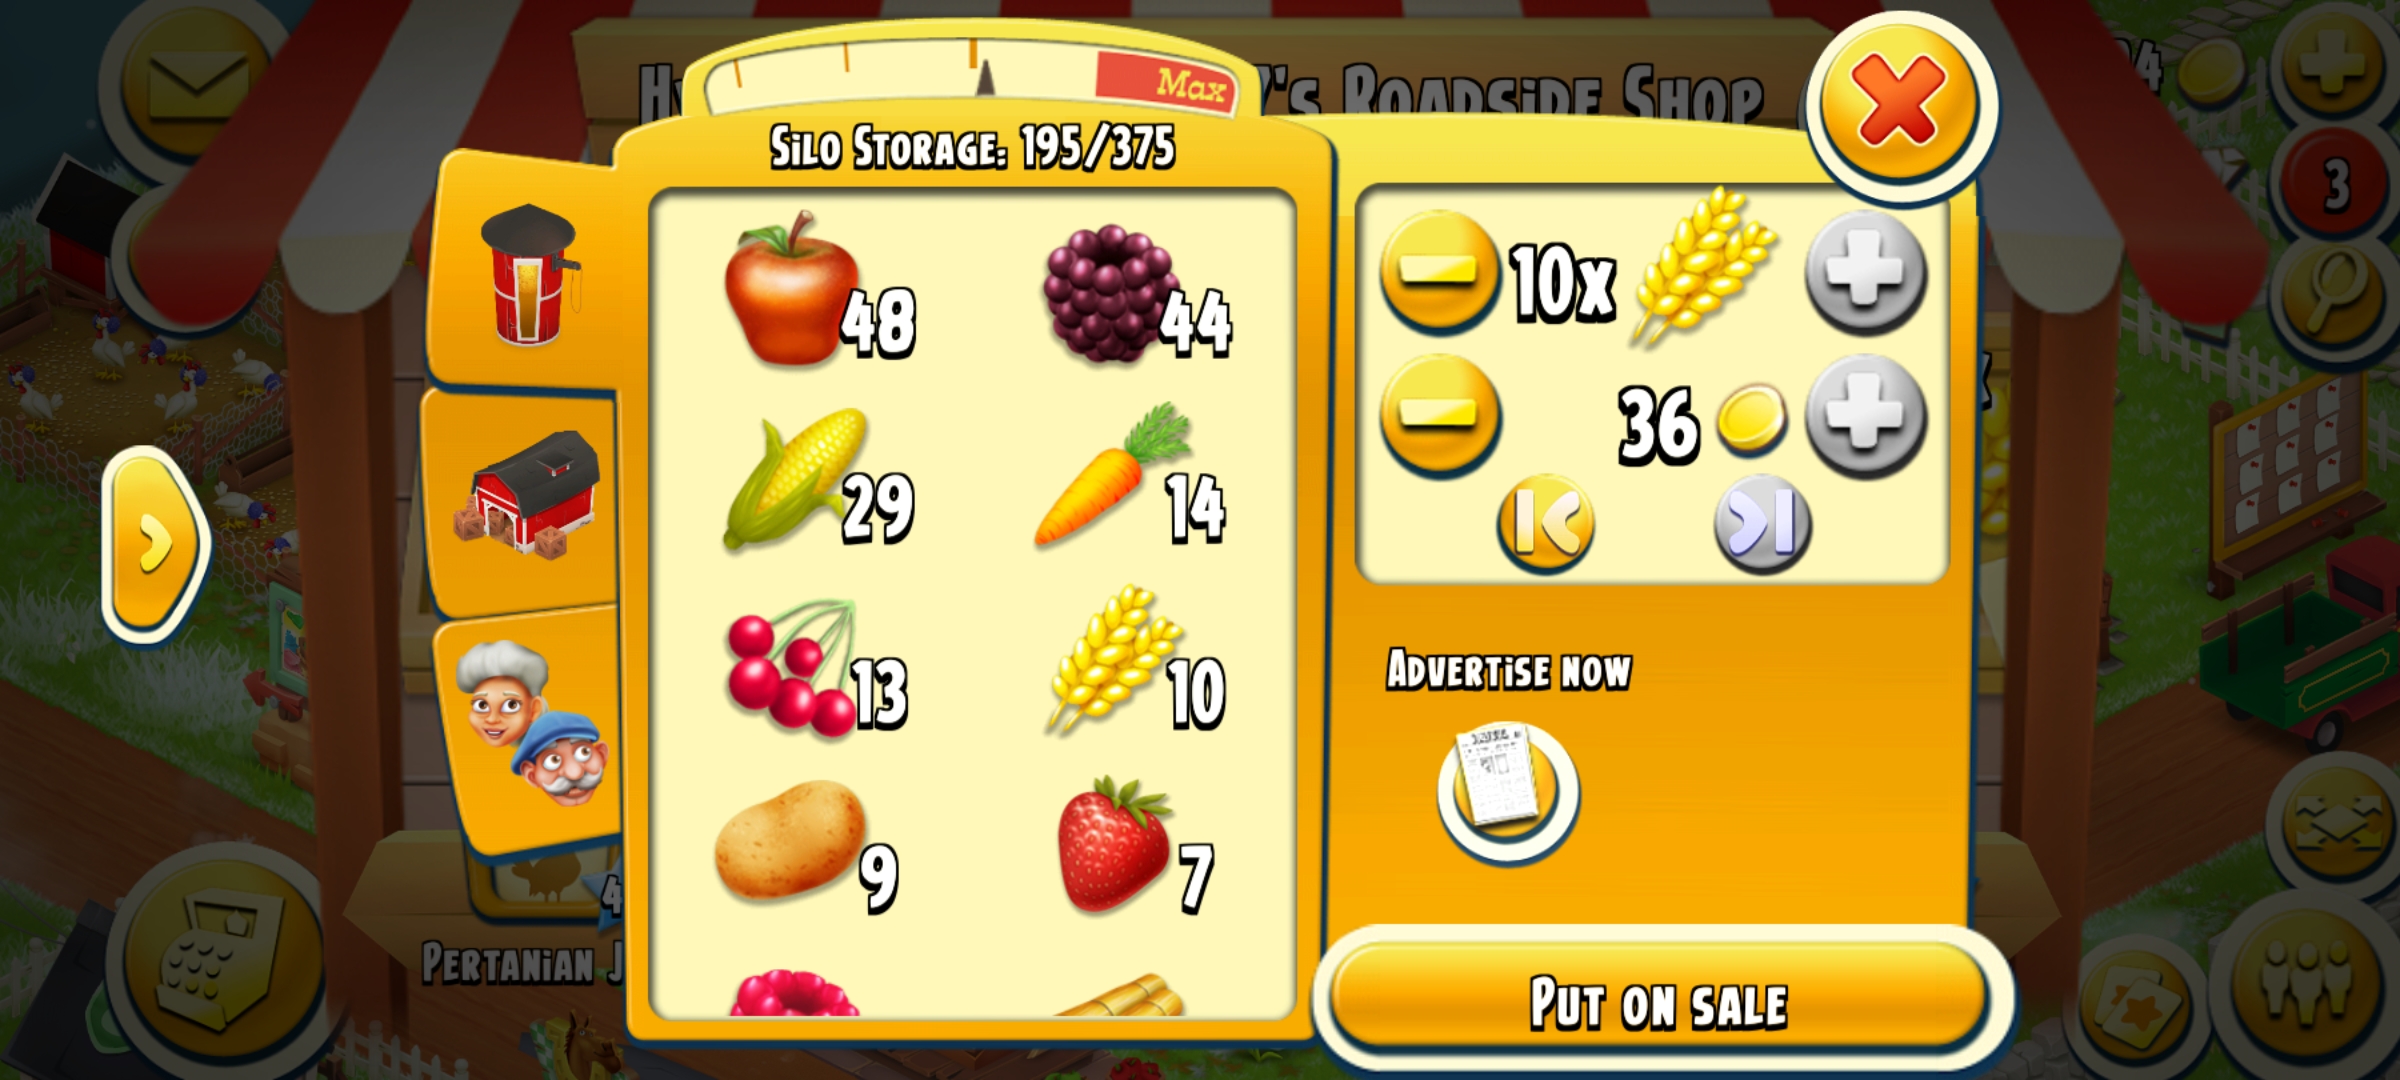 Max
'S ROADSIDE SHOP
SILO STORAGE: 195/375
3
48
44
10x
36
29
14
13
10
ADVERTISE NOW
9
7
PERTANIAN
PUT ON SALE